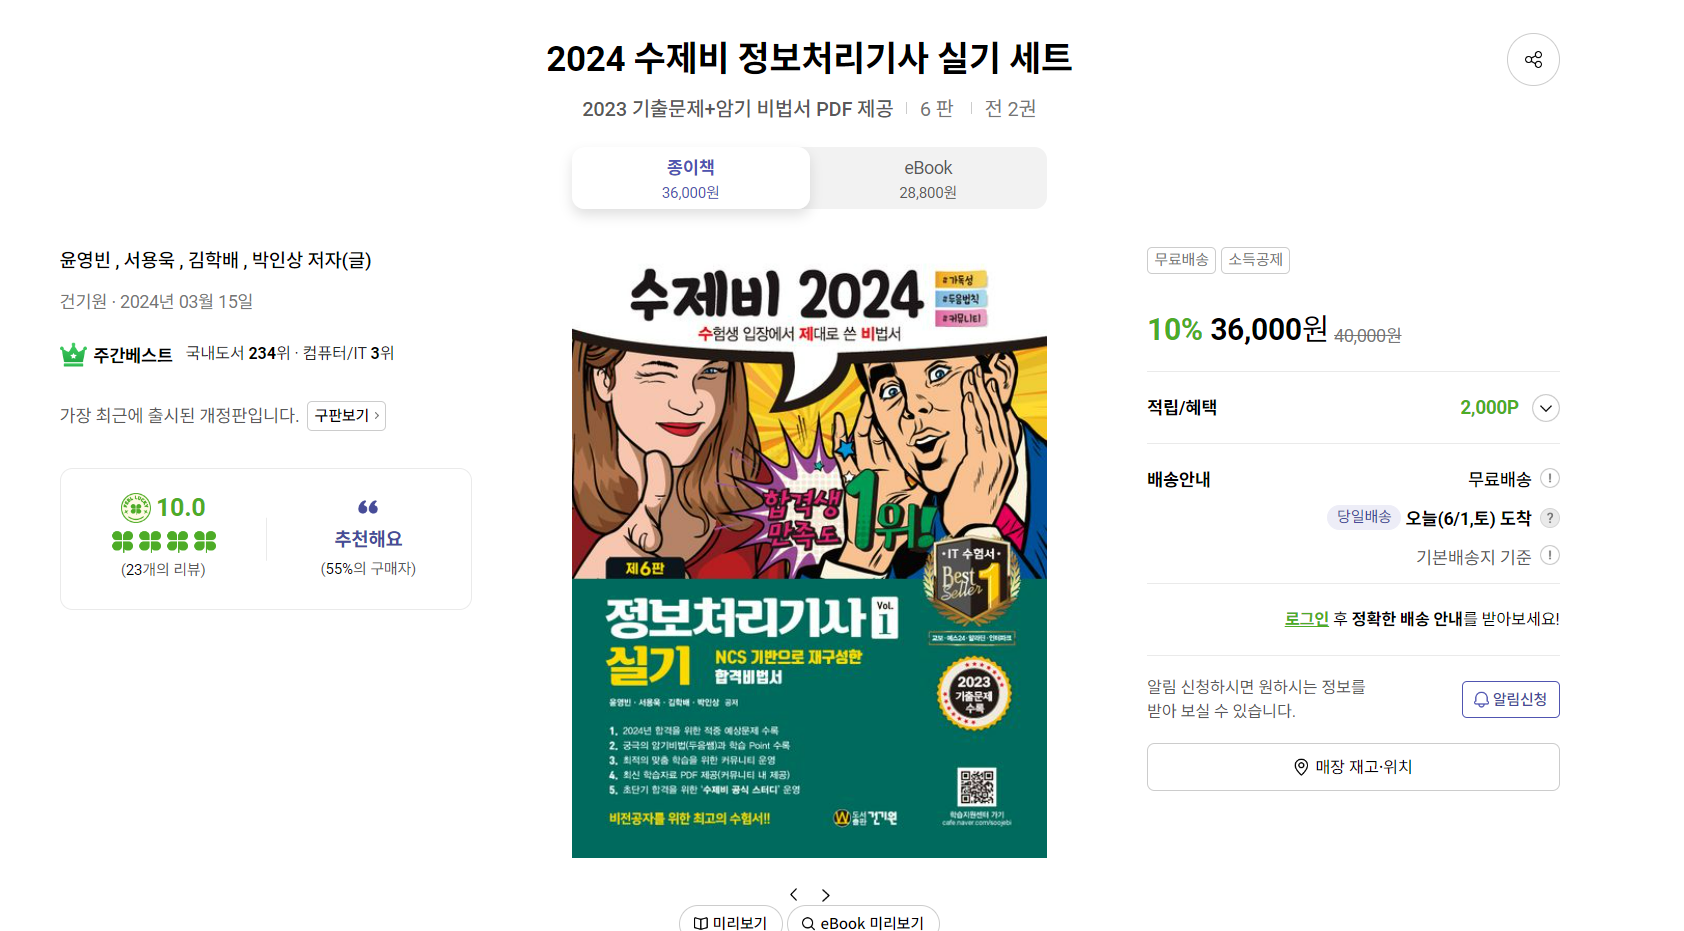 2024 수제비 정보처리기사 실기 세트
2023 기출문제+암기 비법서 PDF 제공 6 판 전 2권
종이책
36,000원
eBook
28,800원
윤영빈 , 서용욱 , 김학배 , 박인상 저자(글)
건기원 · 2024년 03월 15일
주간베스트 국내도서 234위 · 컴퓨터/IT 3위
가장 최근에 출시된 개정판입니다. 구판보기 >
10.0
(23개의 리뷰)
추천해요
(55%의 구매자)
수제비 2024
#가독성
#두음법칙
#커뮤니티
수험생 입장에서 제대로 쓴 비법서
합격생
만족도
1위!
제6판
·IT 수험서·
Best
Seller
1
교보·예스24·알라딘·인터파크
정보처리기사 Vol. 1
실기
NCS 기반으로 재구성한
합격비법서
윤영빈 · 서용욱 · 김학배 · 박인상 공저
2023
기출문제
수록
1. 2024년 합격을 위한 적중 예상문제 수록
2. 궁극의 암기비법(두음쌤)과 학습 Point 수록
3. 최적의 맞춤 학습을 위한 커뮤니티 운영
4. 최신 학습자료 PDF 제공(커뮤니티 내 제공)
5. 초단기 합격을 위한 '수제비 공식 스터디' 운영
비전공자를 위한 최고의 수험서!!
도서출판 건기원
학습지원센터 가기
cafe.naver.com/soojebi
미리보기
eBook 미리보기
무료배송
소득공제
10% 36,000원 40,000원
적립/혜택 2,000P
배송안내 무료배송
당일배송 오늘(6/1,토) 도착
기본배송지 기준
로그인 후 정확한 배송 안내를 받아보세요!
알림 신청하시면 원하시는 정보를
받아 보실 수 있습니다.
알림신청
매장 재고·위치